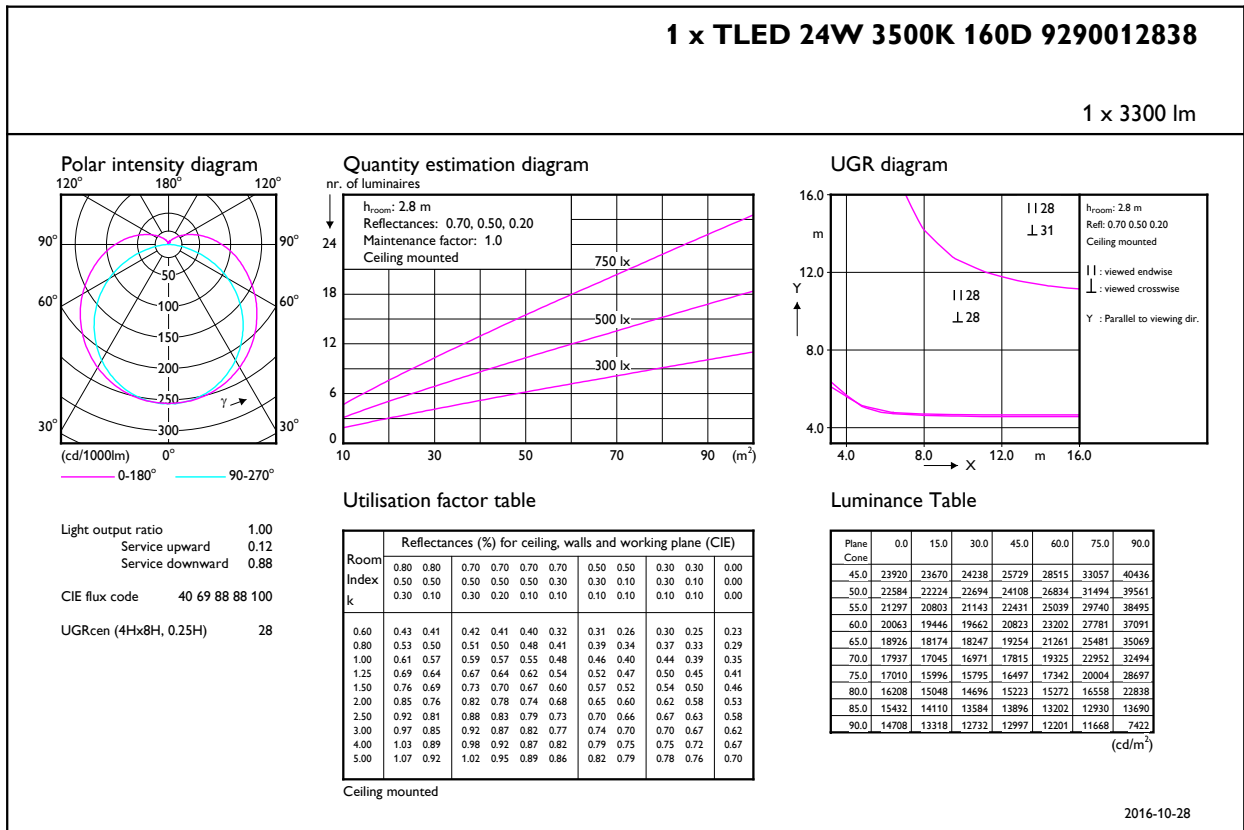 1 x TLED 24W 3500K 160D 9290012838
1 x 3300 lm
Polar intensity diagram
120° 180° 120°
90° 90°
60° 60°
30° 30°
50
100
150
200
250
300
γ
(cd/1000lm) 0°
0-180° 90-270°
Light output ratio 1.00
Service upward 0.12
Service downward 0.88
CIE flux code 40 69 88 88 100
UGRcen (4Hx8H, 0.25H) 28
Quantity estimation diagram
nr. of luminaires
hroom: 2.8 m
Reflectances: 0.70, 0.50, 0.20
Maintenance factor: 1.0
Ceiling mounted
24
18
12
6
0
750 lx
500 lx
300 lx
10 30 50 70 90 (m²)
UGR diagram
16.0
m
12.0
Y
8.0
4.0
4.0 8.0 12.0 m 16.0
X
|| 28
⊥ 31
|| 28
⊥ 28
hroom: 2.8 m
Refl: 0.70 0.50 0.20
Ceiling mounted
|| : viewed endwise
⊥ : viewed crosswise
Y : Parallel to viewing dir.
Utilisation factor table
Room Index k
Reflectances (%) for ceiling, walls and working plane (CIE)
0.80 0.80 0.70 0.70 0.70 0.70 0.50 0.50 0.30 0.30 0.00
0.50 0.50 0.50 0.50 0.50 0.30 0.30 0.10 0.30 0.10 0.00
0.30 0.10 0.30 0.20 0.10 0.10 0.10 0.10 0.10 0.10 0.00
0.60 0.43 0.41 0.42 0.41 0.40 0.32 0.31 0.26 0.30 0.25 0.23
0.80 0.53 0.50 0.51 0.50 0.48 0.41 0.39 0.34 0.37 0.33 0.29
1.00 0.61 0.57 0.59 0.57 0.55 0.48 0.46 0.40 0.44 0.39 0.35
1.25 0.69 0.64 0.67 0.64 0.62 0.54 0.52 0.47 0.50 0.45 0.41
1.50 0.76 0.69 0.73 0.70 0.67 0.60 0.57 0.52 0.54 0.50 0.46
2.00 0.85 0.76 0.82 0.78 0.74 0.68 0.65 0.60 0.62 0.58 0.53
2.50 0.92 0.81 0.88 0.83 0.79 0.73 0.70 0.66 0.67 0.63 0.58
3.00 0.97 0.85 0.92 0.87 0.82 0.77 0.74 0.70 0.70 0.67 0.62
4.00 1.03 0.89 0.98 0.92 0.87 0.82 0.79 0.75 0.75 0.72 0.67
5.00 1.07 0.92 1.02 0.95 0.89 0.86 0.82 0.79 0.78 0.76 0.70
Ceiling mounted
Luminance Table
Plane 0.0 15.0 30.0 45.0 60.0 75.0 90.0
Cone
45.0 23920 23670 24238 25729 28515 33057 40436
50.0 22584 22224 22694 24108 26834 31494 39561
55.0 21297 20803 21143 22431 25039 29740 38495
60.0 20063 19446 19662 20823 23202 27781 37091
65.0 18926 18174 18247 19254 21261 25481 35069
70.0 17937 17045 16971 17815 19325 22952 32494
75.0 17010 15996 15795 16497 17342 20004 28697
80.0 16208 15048 14696 15223 15272 16558 22838
85.0 15432 14110 13584 13896 13202 12930 13690
90.0 14708 13318 12732 12997 12201 11668 7422
(cd/m²)
2016-10-28